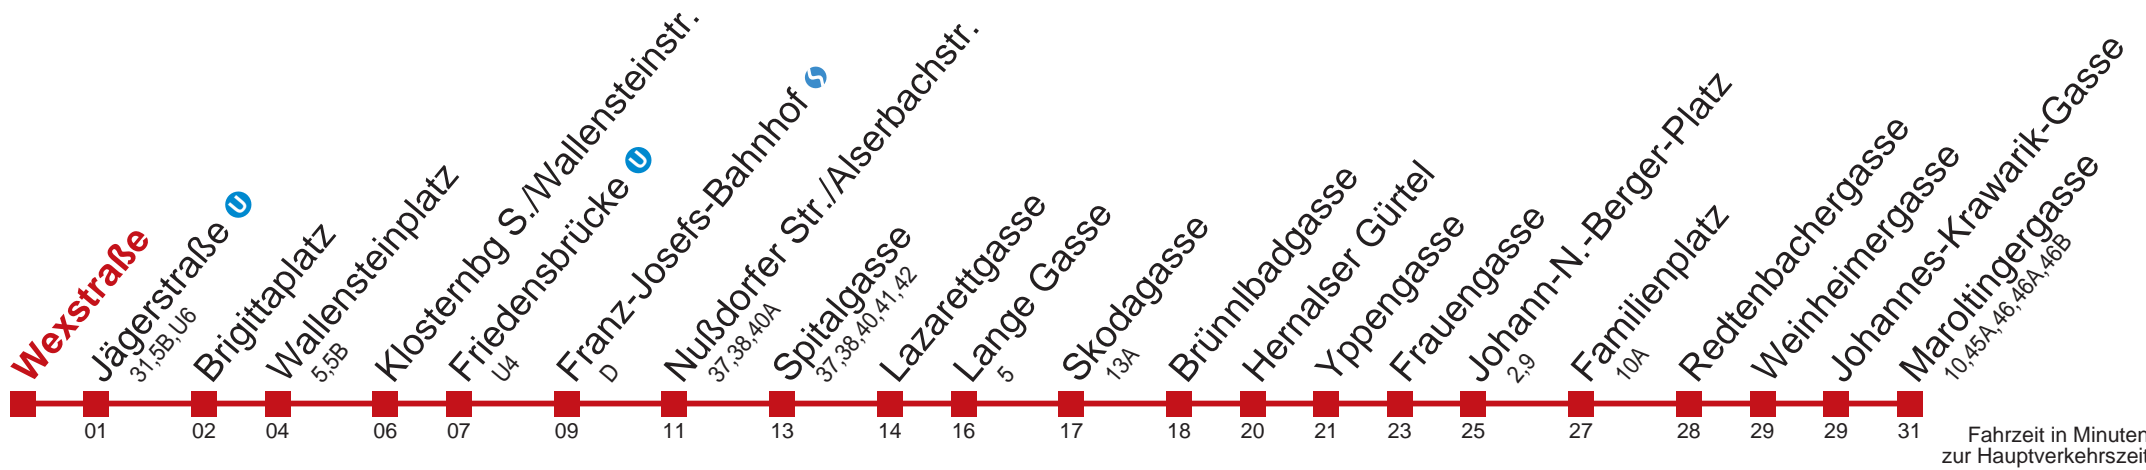 Wexstraße
Jägerstraße U
31,5B,U6
Brigittaplatz
Wallensteinplatz
5,5B
Klosternbg S./Wallensteinstr.
Friedensbrücke U
U4
Franz-Josefs-Bahnhof S
D
Nußdorfer Str./Alserbachstr.
37,38,40A
Spitalgasse
37,38,40,41,42
Lazarettgasse
Lange Gasse
5
Skodagasse
13A
Brünnlbadgasse
Hernalser Gürtel
Yppengasse
Frauengasse
Johann-N.-Berger-Platz
2,9
Familienplatz
10A
Redtenbachergasse
Weinheimergasse
Johannes-Krawarik-Gasse
Maroltingergasse
10,45A,46,46A,46B
01 02 04 06 07 09 11 13 14 16 17 18 20 21 23 25 27 28 29 29 31
Fahrzeit in Minuten
zur Hauptverkehrszeit